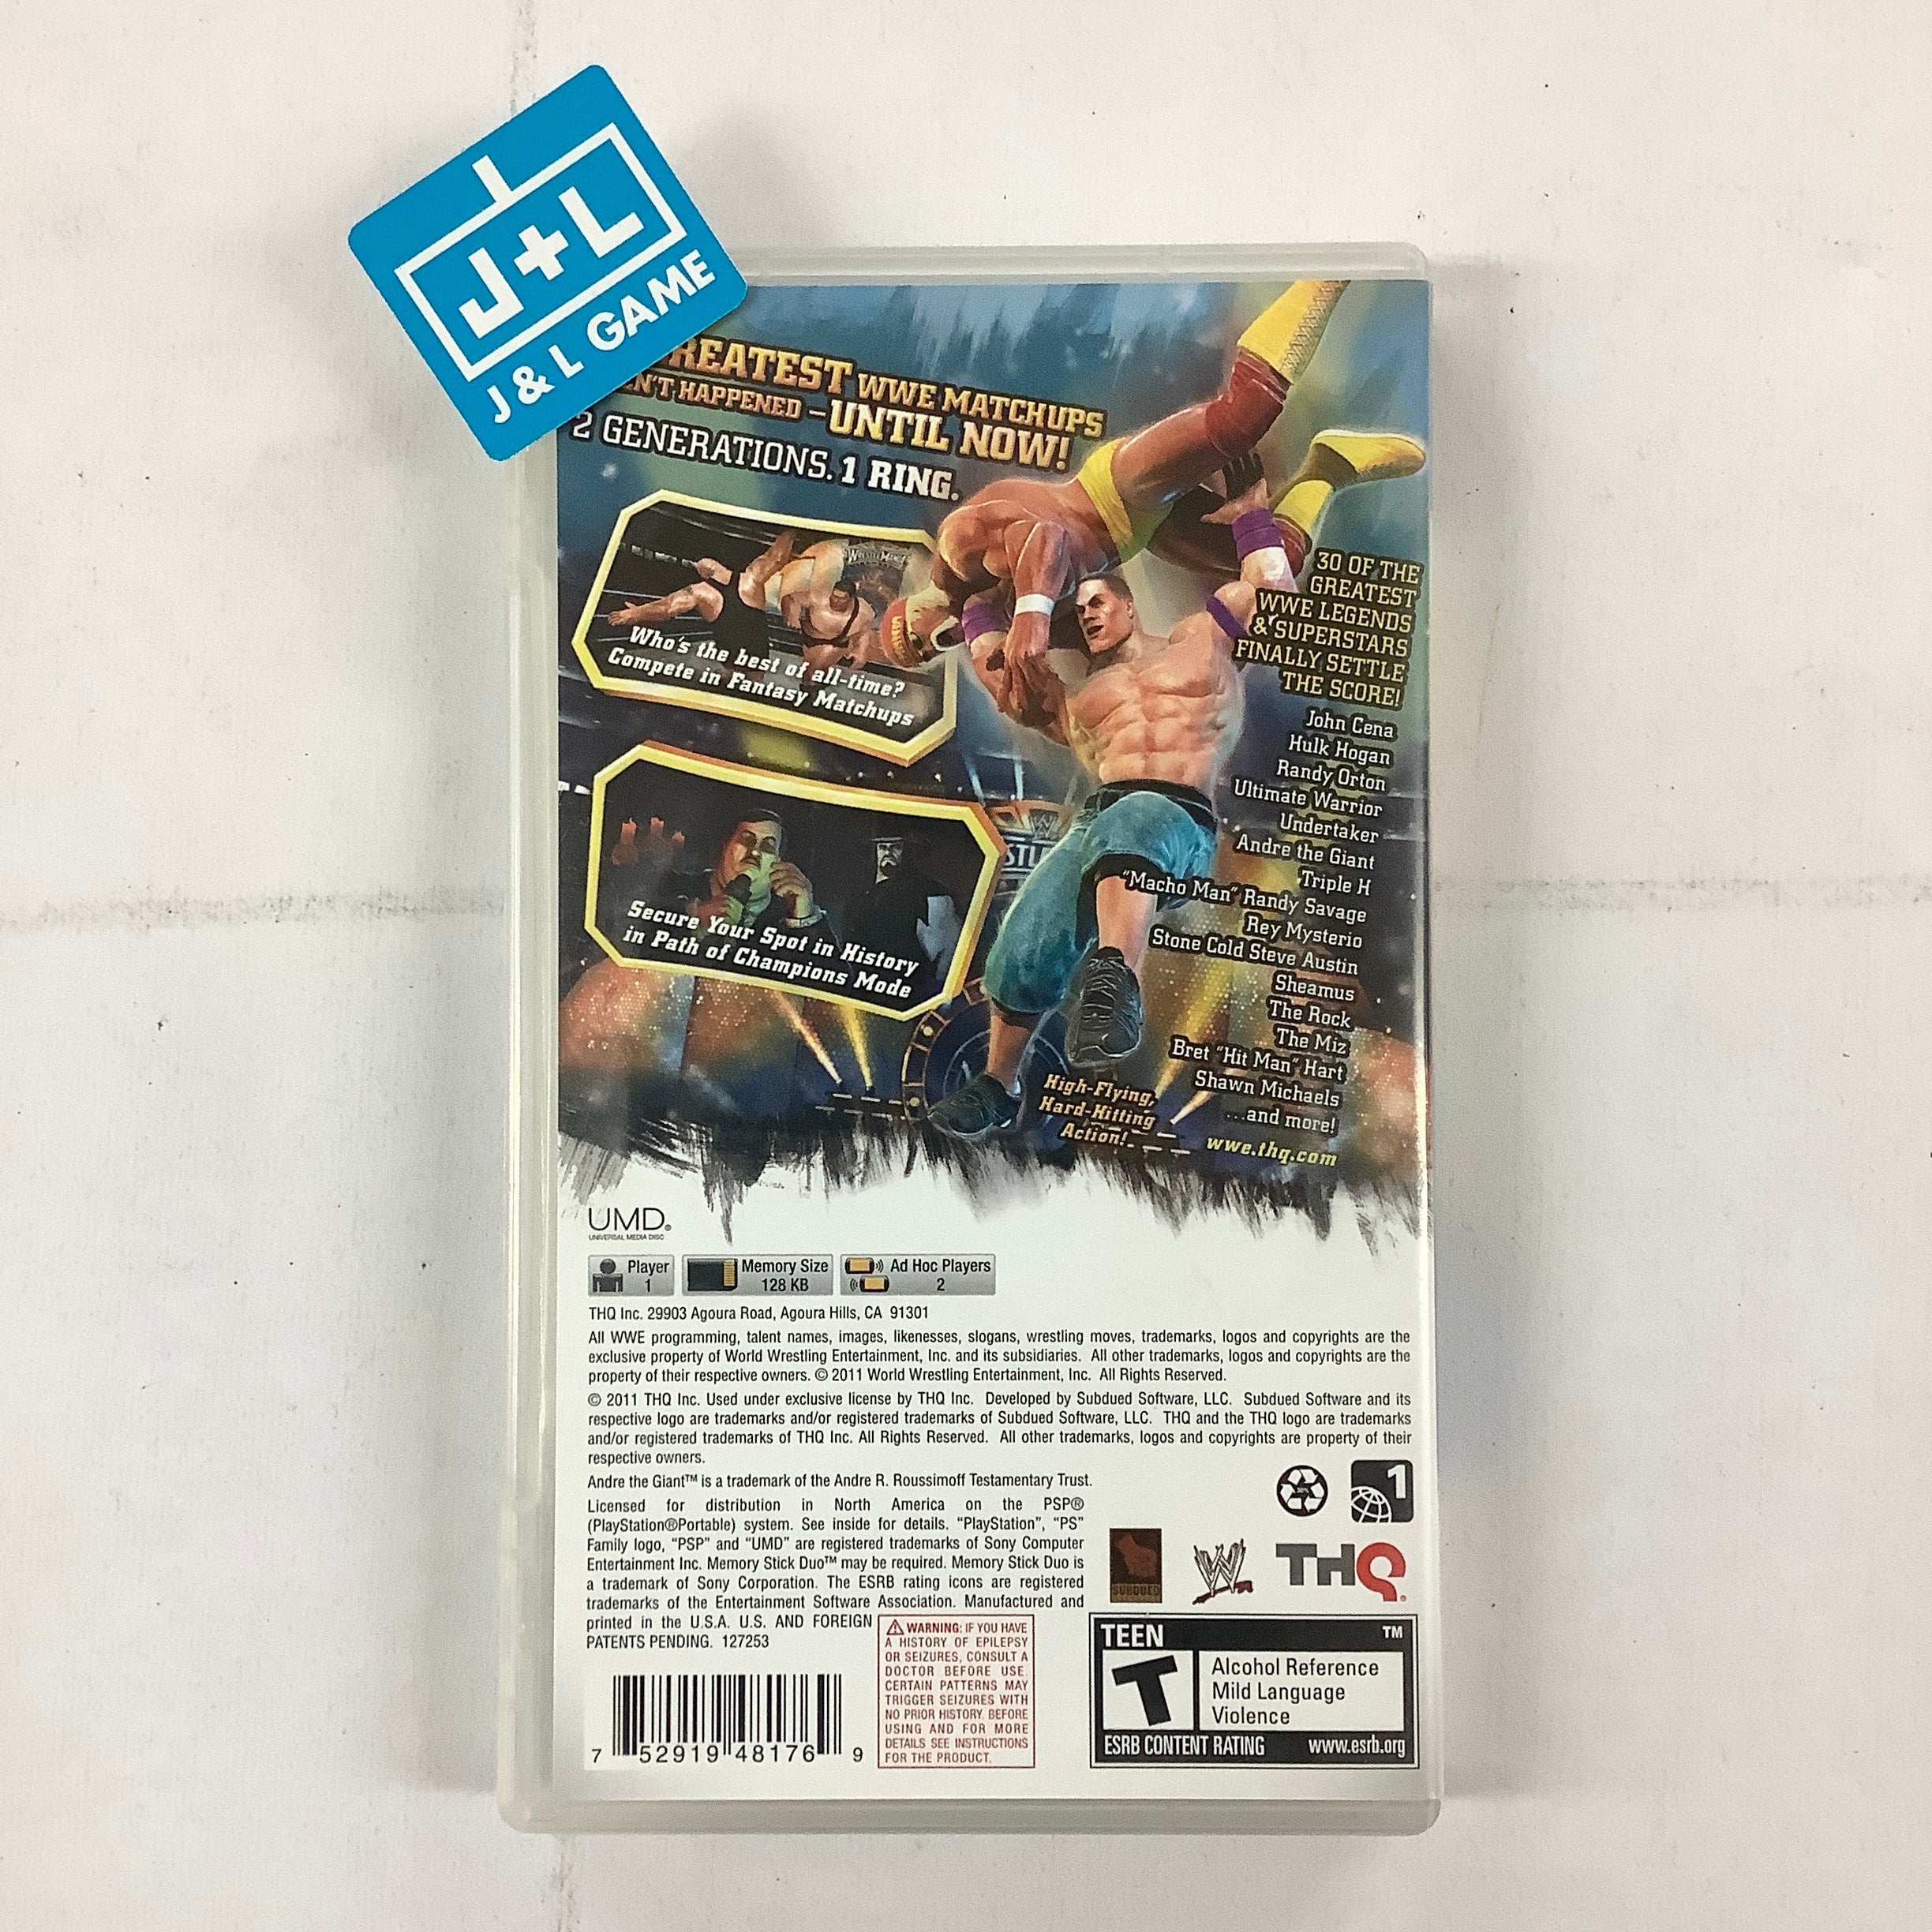 J+L
J & L GAME
REATEST WWE MATCHUPS
N'T HAPPENED – UNTIL NOW!
2 GENERATIONS. 1 RING.
WRESTLEMANIA
Who's the best of all-time?
Compete in Fantasy Matchups
Secure Your Spot in History
in Path of Champions Mode
30 OF THE
GREATEST
WWE LEGENDS
& SUPERSTARS
FINALLY SETTLE
THE SCORE!
John Cena
Hulk Hogan
Randy Orton
Ultimate Warrior
Undertaker
Andre the Giant
Triple H
"Macho Man" Randy Savage
Rey Mysterio
Stone Cold Steve Austin
Sheamus
The Rock
The Miz
Bret "Hit Man" Hart
Shawn Michaels
...and more!
High-Flying,
Hard-Hitting
Action!
www.thq.com
UMD®
UNIVERSAL MEDIA DISC
Player
1
Memory Size
128 KB
Ad Hoc Players
2
THQ Inc. 29903 Agoura Road, Agoura Hills, CA 91301
All WWE programming, talent names, images, likenesses, slogans, wrestling moves, trademarks, logos and copyrights are the
exclusive property of World Wrestling Entertainment, Inc. and its subsidiaries. All other trademarks, logos and copyrights are the
property of their respective owners. © 2011 World Wrestling Entertainment, Inc. All Rights Reserved.
© 2011 THQ Inc. Used under exclusive license by THQ Inc. Developed by Subdued Software, LLC. Subdued Software and its
respective logo are trademarks and/or registered trademarks of Subdued Software, LLC. THQ and the THQ logo are trademarks
and/or registered trademarks of THQ Inc. All Rights Reserved. All other trademarks, logos and copyrights are property of their
respective owners.
Andre the Giant™ is a trademark of the Andre R. Roussimoff Testamentary Trust.
Licensed for distribution in North America on the PSP®
(PlayStation®Portable) system. See inside for details. "PlayStation", "PS"
Family logo, "PSP" and "UMD" are registered trademarks of Sony Computer
Entertainment Inc. Memory Stick Duo™ may be required. Memory Stick Duo is
a trademark of Sony Corporation. The ESRB rating icons are registered
trademarks of the Entertainment Software Association. Manufactured and
printed in the U.S.A. U.S. AND FOREIGN
PATENTS PENDING. 127253
1
SUBDUED
W
THQ®
WARNING: IF YOU HAVE
A HISTORY OF EPILEPSY
OR SEIZURES, CONSULT A
DOCTOR BEFORE USE.
CERTAIN PATTERNS MAY
TRIGGER SEIZURES WITH
NO PRIOR HISTORY. BEFORE
USING AND FOR MORE
DETAILS SEE INSTRUCTIONS
FOR THE PRODUCT.
TEEN ™
T
Alcohol Reference
Mild Language
Violence
ESRB CONTENT RATING www.esrb.org
7 52919 48176 9